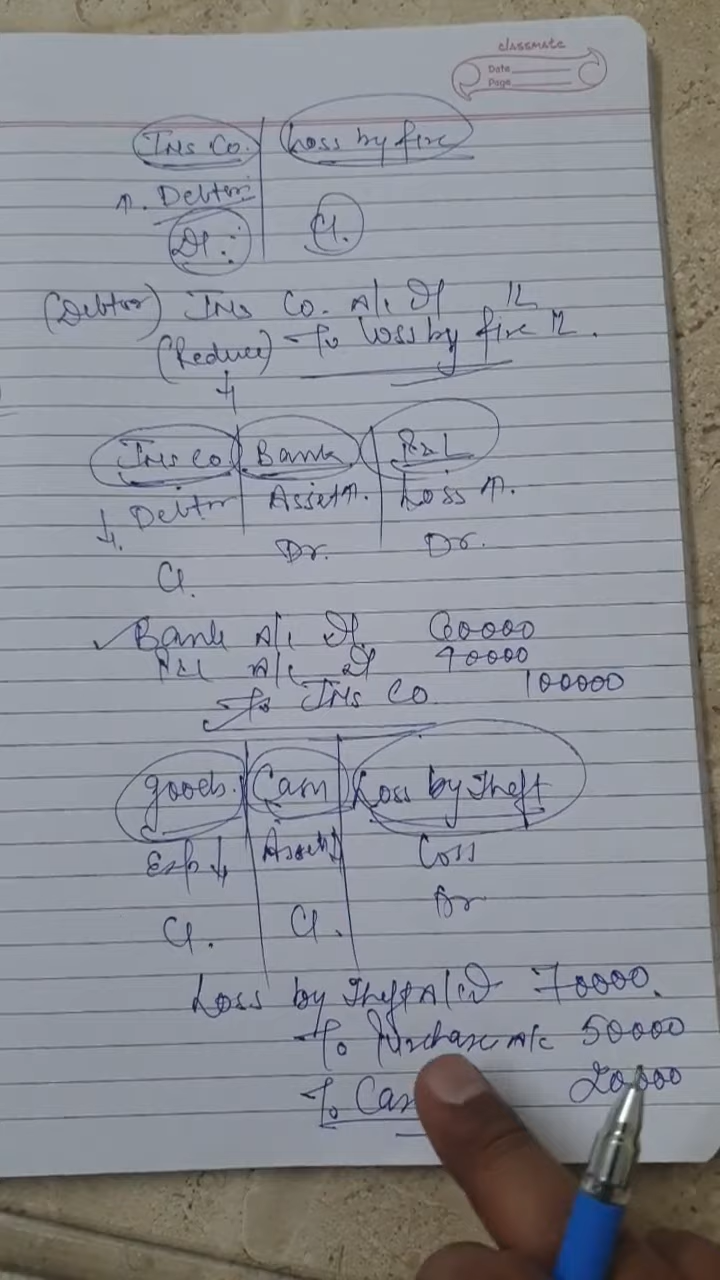 classmate
Date
Page
Ins Co. Loss by fire
↑. Debtor
Dr. Cr.
(Debtor) Ins Co. A/c Dr 1L
(Reduce) To Loss by fire 1L.
↓
Ins Co Bank P&L
↓ Debtor Asset ↑. Loss ↑.
Cr. Dr. Dr.
✓ Bank A/c Dr. 60000
P&L A/c Dr 40000
To Ins Co 100000
goods. Cash Loss by Theft
Exp ↓ Asset ↓ Loss
Cr. Cr. Dr
Loss by Theft A/c Dr 70000.
To Purchase A/c 50000
To Cas 20000